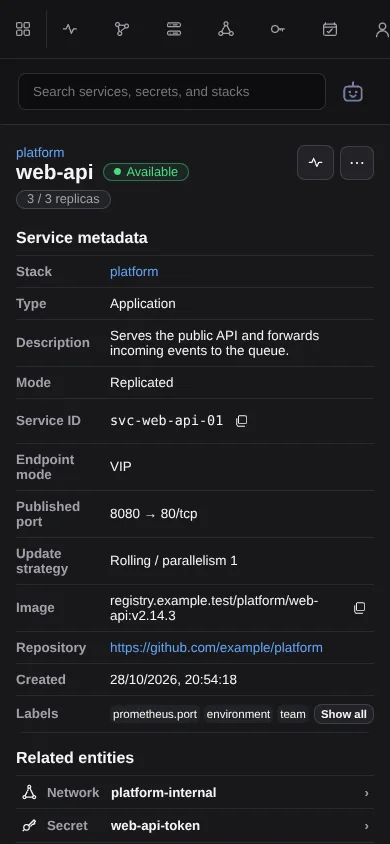 Search services, secrets, and stacks
platform
web-api
Available
3 / 3 replicas
Service metadata
Stack platform
Type Application
Description Serves the public API and forwards
incoming events to the queue.
Mode Replicated
Service ID svc-web-api-01
Endpoint
mode VIP
Published
port 8080 → 80/tcp
Update
strategy Rolling / parallelism 1
Image registry.example.test/platform/web-
api:v2.14.3
Repository https://github.com/example/platform
Created 28/10/2026, 20:54:18
Labels prometheus.port environment team Show all
Related entities
Network platform-internal ›
Secret web-api-token ›